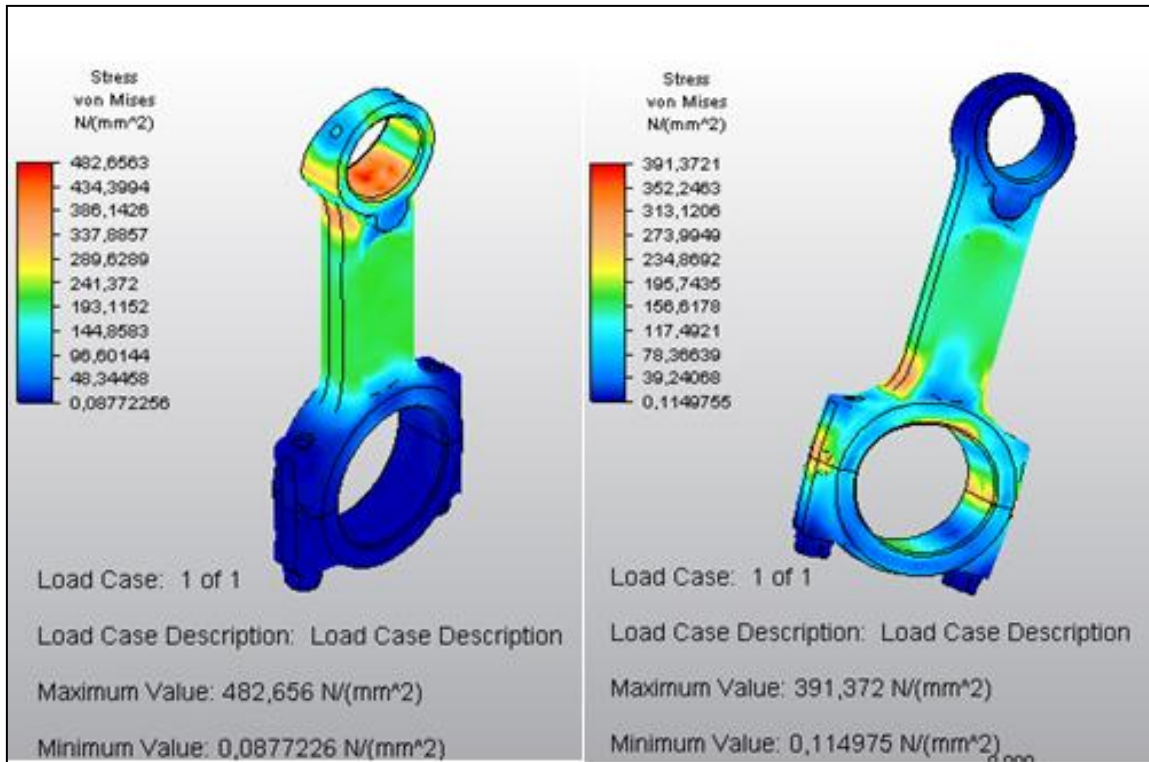 Stress
von Mises
N/(mm^2)
482,6563
434,3994
386,1426
337,8857
289,6289
241,372
193,1152
144,8583
96,60144
48,34458
0,08772256
Load Case: 1 of 1
Load Case Description: Load Case Description
Maximum Value: 482,656 N/(mm^2)
Minimum Value: 0,0877226 N/(mm^2)
Stress
von Mises
N/(mm^2)
391,3721
352,2463
313,1206
273,9949
234,8692
195,7435
156,6178
117,4921
78,36639
39,24068
0,1149755
Load Case: 1 of 1
Load Case Description: Load Case Description
Maximum Value: 391,372 N/(mm^2)
Minimum Value: 0,114975 N/(mm^2)